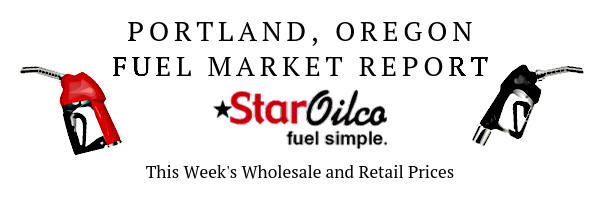 PORTLAND, OREGON
FUEL MARKET REPORT
StarOilco
fuel simple.
This Week's Wholesale and Retail Prices